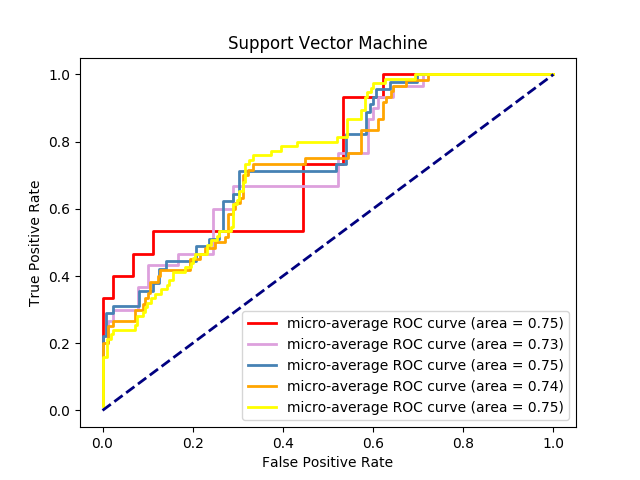 Support Vector Machine
True Positive Rate
1.0
0.8
0.6
0.4
0.2
0.0
micro-average ROC curve (area = 0.75)
micro-average ROC curve (area = 0.73)
micro-average ROC curve (area = 0.75)
micro-average ROC curve (area = 0.74)
micro-average ROC curve (area = 0.75)
0.0 0.2 0.4 0.6 0.8 1.0
False Positive Rate